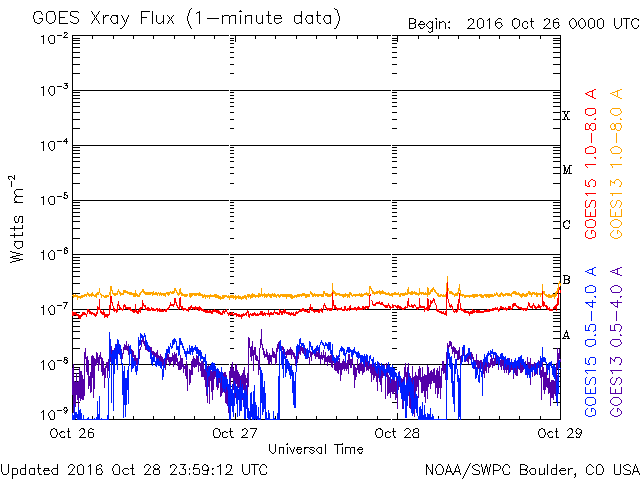 GOES Xray Flux (1-minute data)
Begin: 2016 Oct 26 0000 UTC
10⁻²
10⁻³
10⁻⁴
10⁻⁵
10⁻⁶
10⁻⁷
10⁻⁸
10⁻⁹
Watts m⁻²
X
M
C
B
A
GOES15 1.0-8.0 A
GOES13 1.0-8.0 A
GOES15 0.5-4.0 A
GOES13 0.5-4.0 A
Oct 26 Oct 27 Oct 28 Oct 29
Universal Time
Updated 2016 Oct 28 23:59:12 UTC
NOAA/SWPC Boulder, CO USA